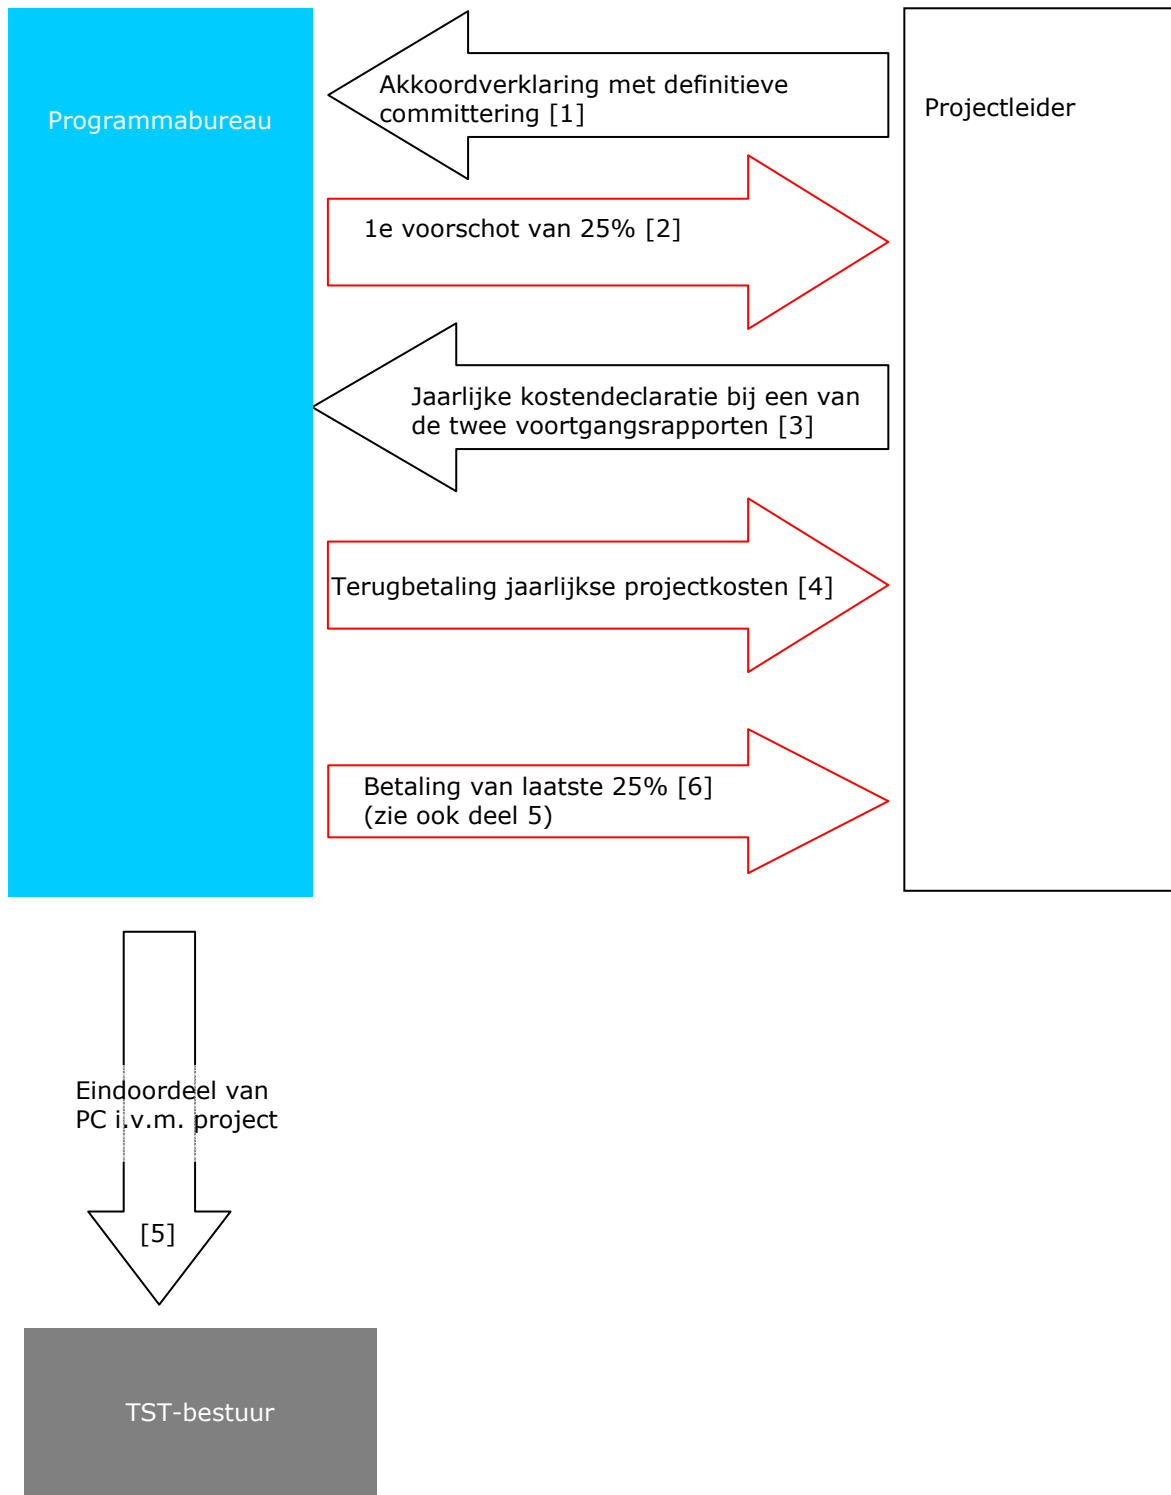 Programmabureau
Akkoordverklaring met definitieve
committering [1]
Projectleider
1e voorschot van 25% [2]
Jaarlijke kostendeclaratie bij een van
de twee voortgangsrapporten [3]
Terugbetaling jaarlijkse projectkosten [4]
Betaling van laatste 25% [6]
(zie ook deel 5)
Eindoordeel van
PC i.v.m. project
[5]
TST-bestuur